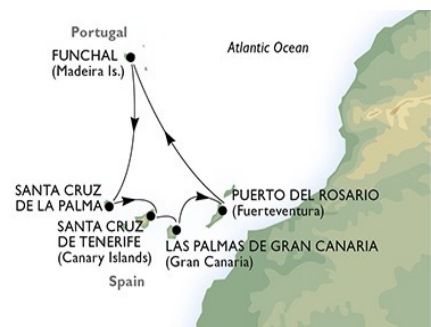 Portugal
FUNCHAL
(Madeira Is.)
Atlantic Ocean
SANTA CRUZ
DE LA PALMA
SANTA CRUZ
DE TENERIFE
(Canary Islands)
Spain
PUERTO DEL ROSARIO
(Fuerteventura)
LAS PALMAS DE GRAN CANARIA
(Gran Canaria)